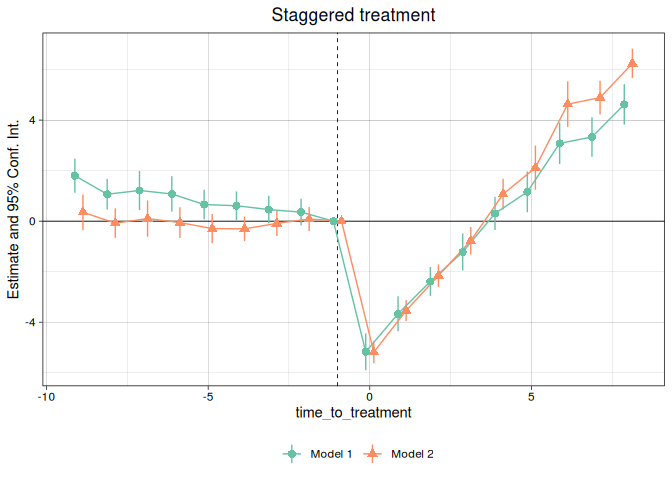 Staggered treatment
Estimate and 95% Conf. Int.
4
0
-4
-10
-5
0
5
time_to_treatment
Model 1
Model 2